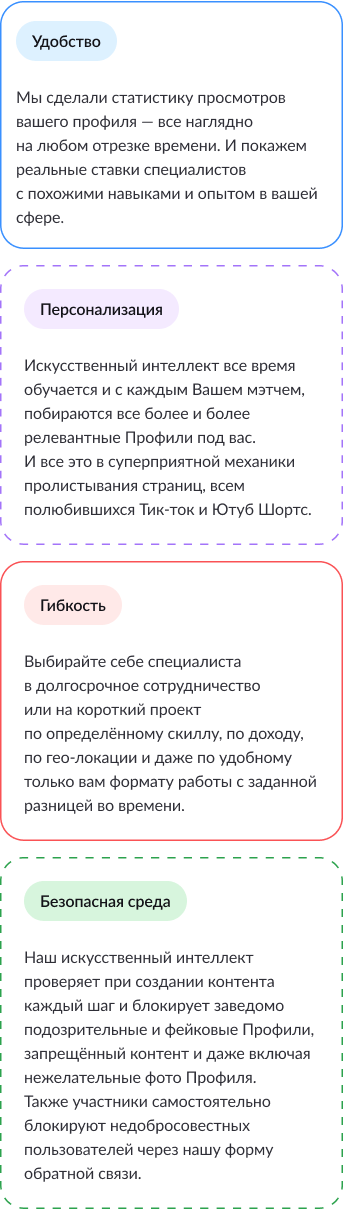 Удобство
Мы сделали статистику просмотров
вашего профиля — все наглядно
на любом отрезке времени. И покажем
реальные ставки специалистов
с похожими навыками и опытом в вашей
сфере.
Персонализация
Искусственный интеллект все время
обучается и с каждым Вашем мэтчем,
побираются все более и более
релевантные Профили под вас.
И все это в суперприятной механики
пролистывания страниц, всем
полюбившихся Тик-ток и Ютуб Шортс.
Гибкость
Выбирайте себе специалиста
в долгосрочное сотрудничество
или на короткий проект
по определённому скиллу, по доходу,
по гео-локации и даже по удобному
только вам формату работы с заданной
разницей во времени.
Безопасная среда
Наш искусственный интеллект
проверяет при создании контента
каждый шаг и блокирует заведомо
подозрительные и фейковые Профили,
запрещённый контент и даже включая
нежелательные фото Профиля.
Также участники самостоятельно
блокируют недобросовестных
пользователей через нашу форму
обратной связи.